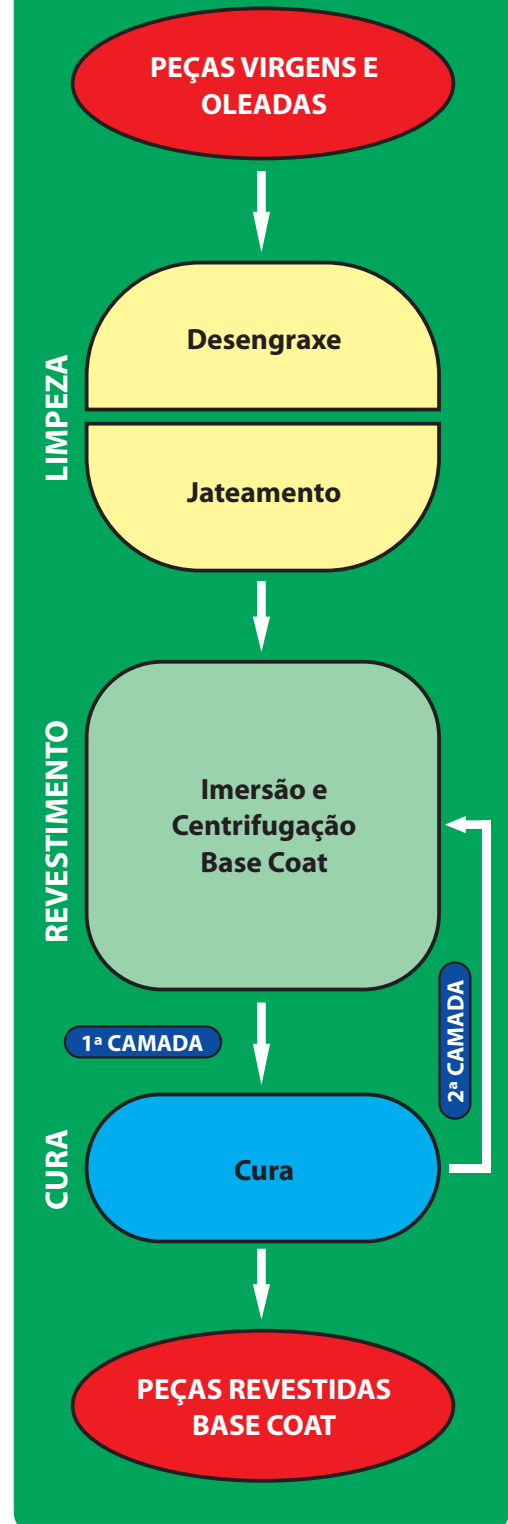 PEÇAS VIRGENS E
OLEADAS
LIMPEZA
Desengraxe
Jateamento
REVESTIMENTO
Imersão e
Centrifugação
Base Coat
1ª CAMADA
2ª CAMADA
CURA
Cura
PEÇAS REVESTIDAS
BASE COAT